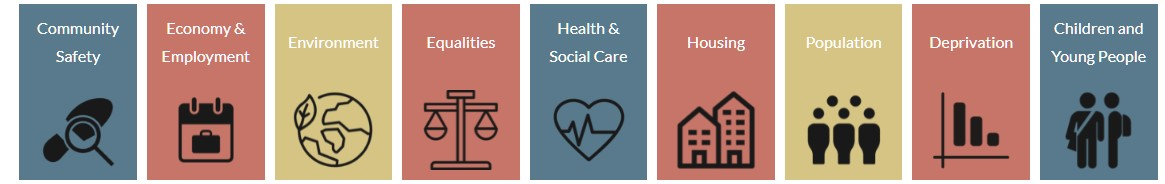 Community
Safety
Economy &
Employment
Environment
Equalities
Health &
Social Care
Housing
Population
Deprivation
Children and
Young People